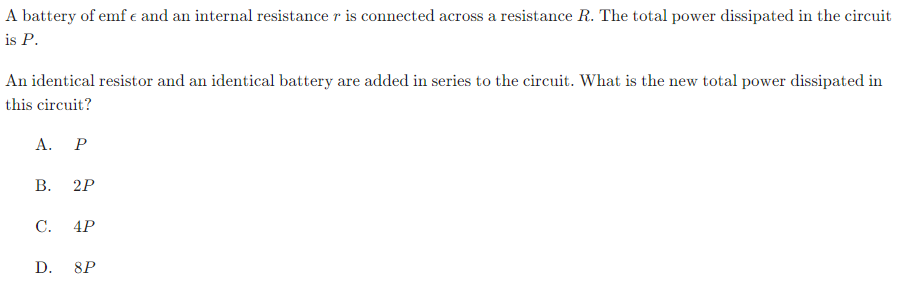 A battery of emf ϵ and an internal resistance r is connected across a resistance R. The total power dissipated in the circuit
is P.
An identical resistor and an identical battery are added in series to the circuit. What is the new total power dissipated in
this circuit?
A. P
B. 2P
C. 4P
D. 8P